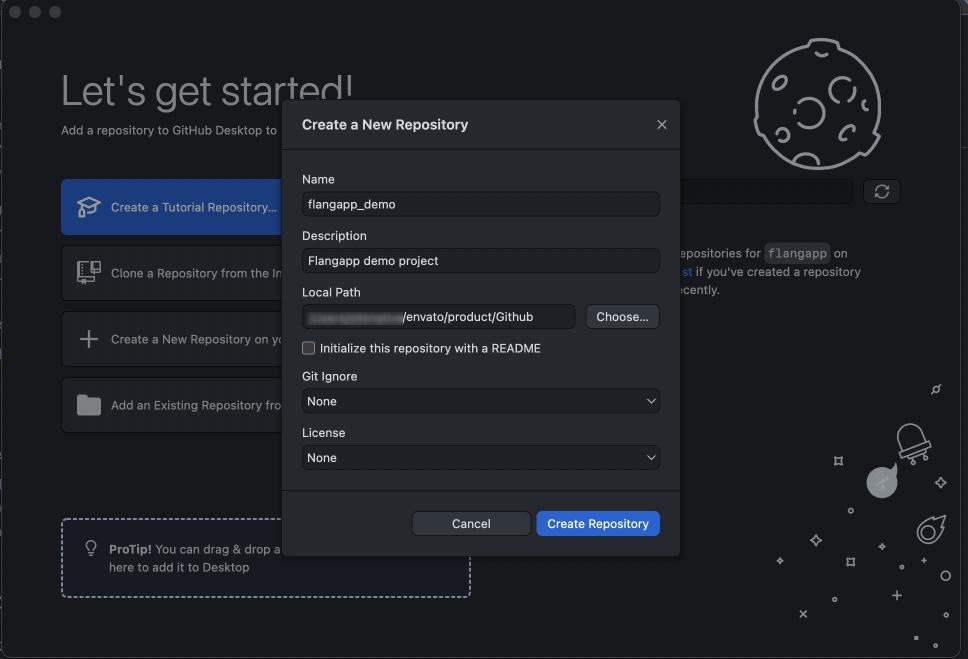 Let's get started!
Add a repository to GitHub Desktop to
Create a Tutorial Repository...
Clone a Repository from the In
Create a New Repository on yo
Add an Existing Repository fro
ProTip! You can drag & drop a
here to add it to Desktop
Create a New Repository
Name
flangapp_demo
Description
Flangapp demo project
Local Path
/envato/product/Github
Choose...
Initialize this repository with a README
Git Ignore
None
License
None
Cancel
Create Repository
epositories for flangapp on
st if you've created a repository
ecently.